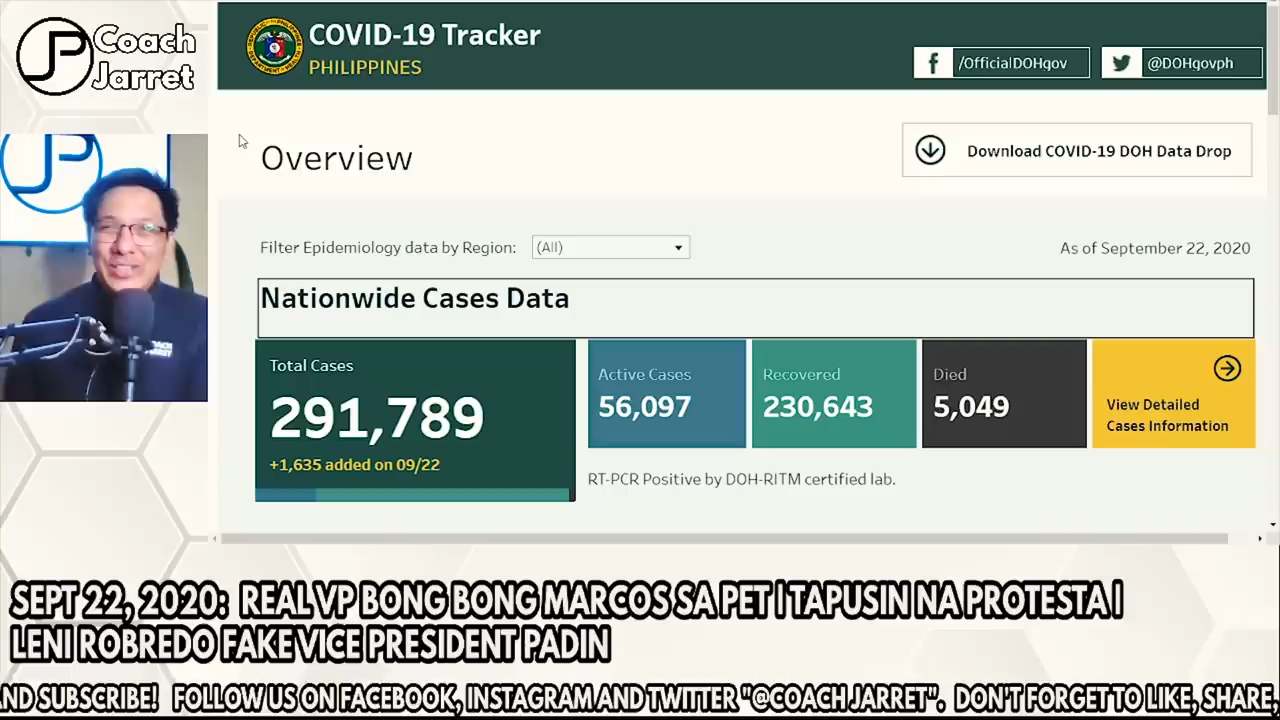 JP Coach
Jarret
COVID-19 Tracker
PHILIPPINES
/OfficialDOHgov
@DOHgovph
Overview
Download COVID-19 DOH Data Drop
Filter Epidemiology data by Region:
(All)
As of September 22, 2020
Nationwide Cases Data
Total Cases
291,789
+1,635 added on 09/22
Active Cases
56,097
Recovered
230,643
Died
5,049
View Detailed
Cases Information
RT-PCR Positive by DOH-RITM certified lab.
COACH
JARRET
SEPT 22, 2020: REAL VP BONG BONG MARCOS SA PET | TAPUSIN NA PROTESTA |
LENI ROBREDO FAKE VICE PRESIDENT PADIN
AND SUBSCRIBE! FOLLOW US ON FACEBOOK, INSTAGRAM AND TWITTER "@COACHJARRET". DON'T FORGET TO LIKE, SHARE,